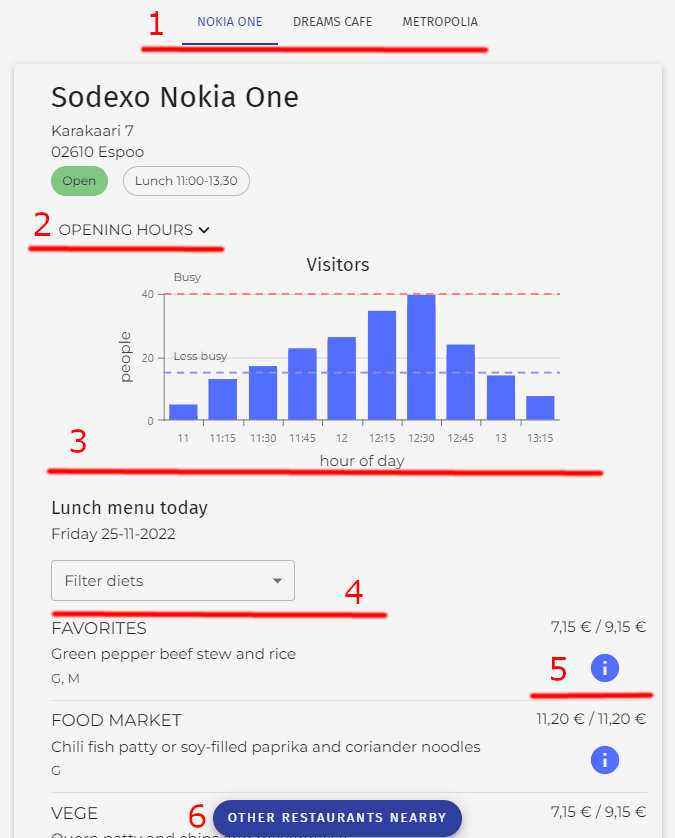 1 NOKIA ONE DREAMS CAFE METROPOLIA
Sodexo Nokia One
Karakaari 7
02610 Espoo
Open Lunch 11:00-13.30
2 OPENING HOURS
Visitors
Busy
40
people
Less busy
20
0
11 11:15 11:30 11:45 12 12:15 12:30 12:45 13 13:15
3
hour of day
Lunch menu today
Friday 25-11-2022
Filter diets
4
FAVORITES 7,15 € / 9,15 €
Green pepper beef stew and rice
5 i
G, M
FOOD MARKET 11,20 € / 11,20 €
Chili fish patty or soy-filled paprika and coriander noodles
i
G
VEGE 7,15 € / 9,15 €
6 OTHER RESTAURANTS NEARBY